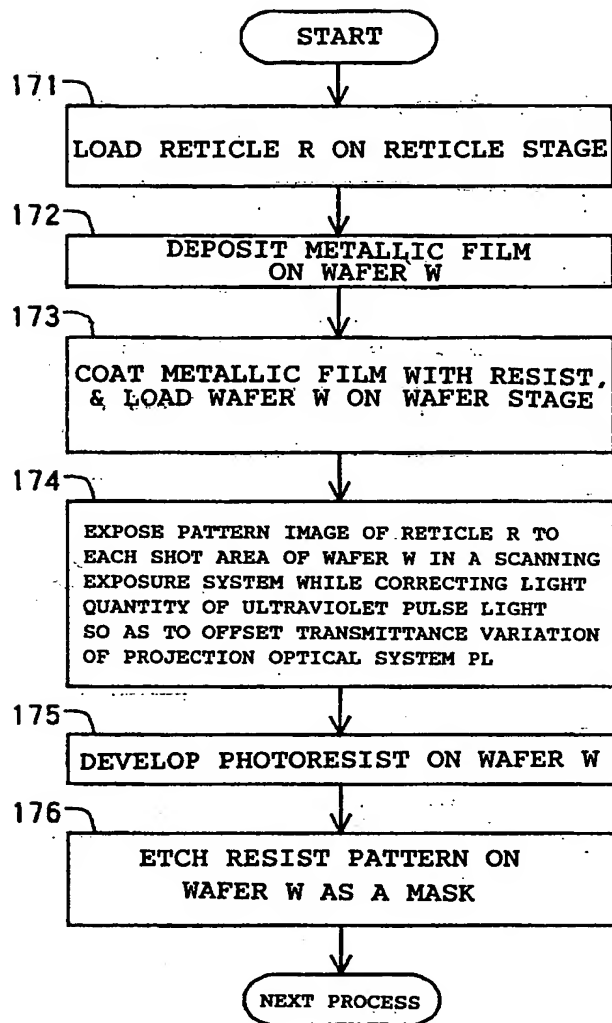 START
171
LOAD RETICLE R ON RETICLE STAGE
172
DEPOSIT METALLIC FILM
ON WAFER W
173
COAT METALLIC FILM WITH RESIST,
& LOAD WAFER W ON WAFER STAGE
174
EXPOSE PATTERN IMAGE OF RETICLE R TO
EACH SHOT AREA OF WAFER W IN A SCANNING
EXPOSURE SYSTEM WHILE CORRECTING LIGHT
QUANTITY OF ULTRAVIOLET PULSE LIGHT
SO AS TO OFFSET TRANSMITTANCE VARIATION
OF PROJECTION OPTICAL SYSTEM PL
175
DEVELOP PHOTORESIST ON WAFER W
176
ETCH RESIST PATTERN ON
WAFER W AS A MASK
NEXT PROCESS